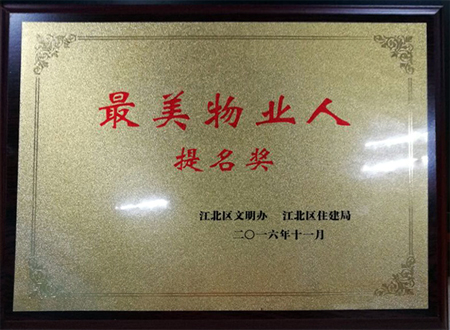 最美物业人
提名奖
江北区文明办 江北区住建局
二〇一六年十一月